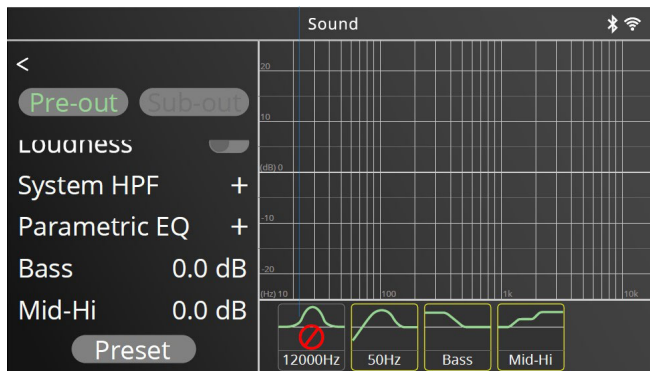 Sound
<
Pre-out Sub-out
Loudness
System HPF +
Parametric EQ +
Bass 0.0 dB
Mid-Hi 0.0 dB
Preset
20
10
(dB) 0
-10
-20
(Hz) 10 100 1k 10k
12000Hz 50Hz Bass Mid-Hi